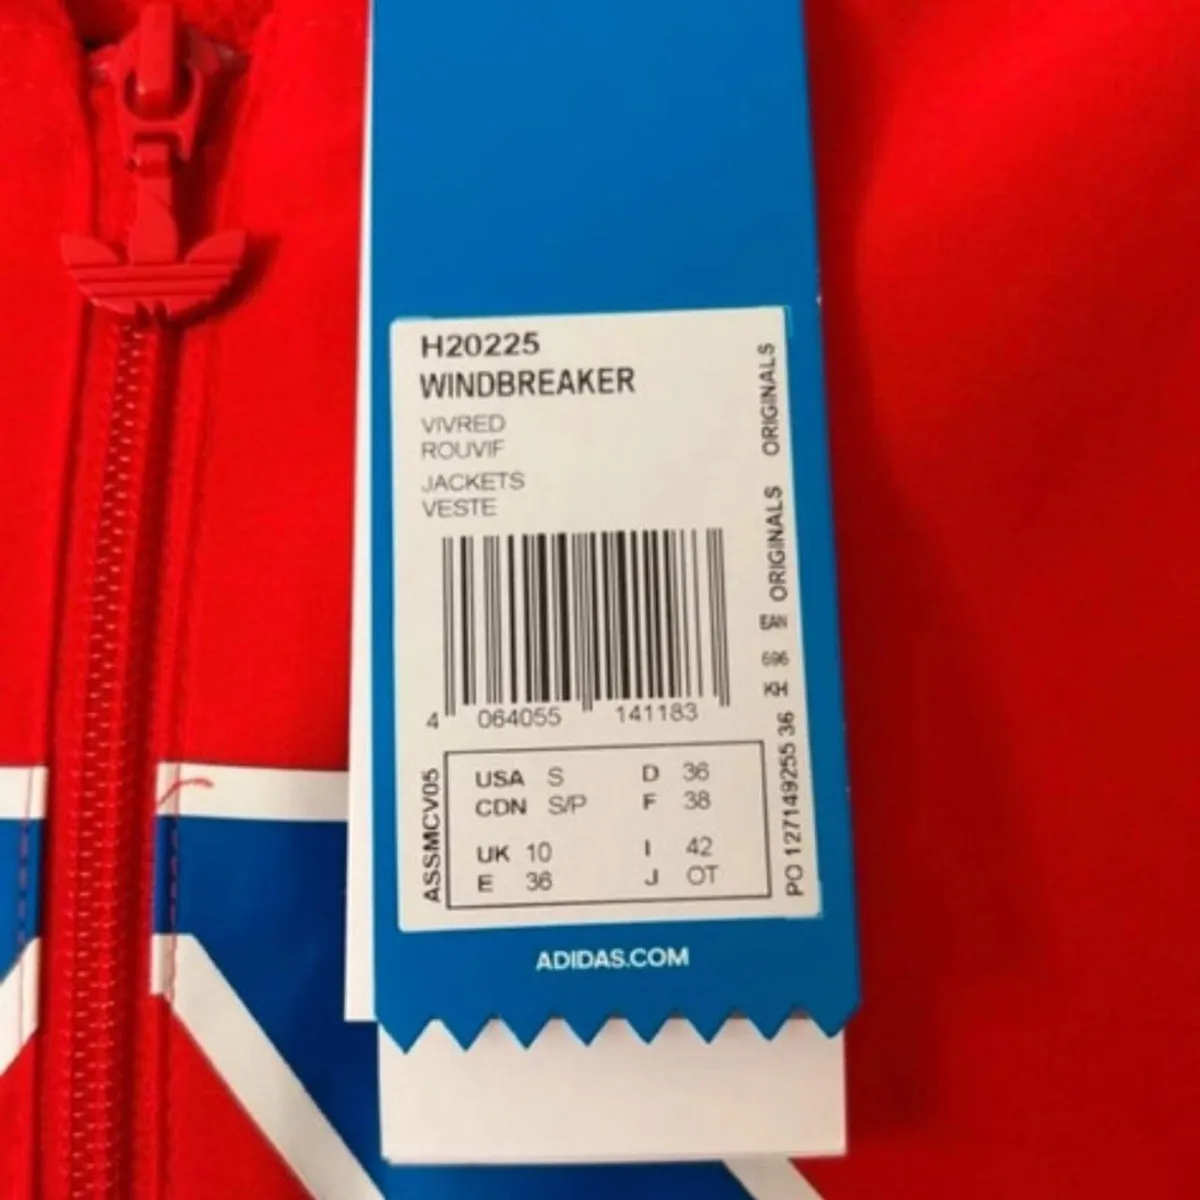 H20225
WINDBREAKER
VIVRED
ROUVIF
JACKETS
VESTE
ORIGINALS
ORIGINALS
EAN
696
KH
PO 127149255 36
4 064055 141183
ASSMCV05
USA S D 36
CDN S/P F 38
UK 10 I 42
E 36 J OT
ADIDAS.COM